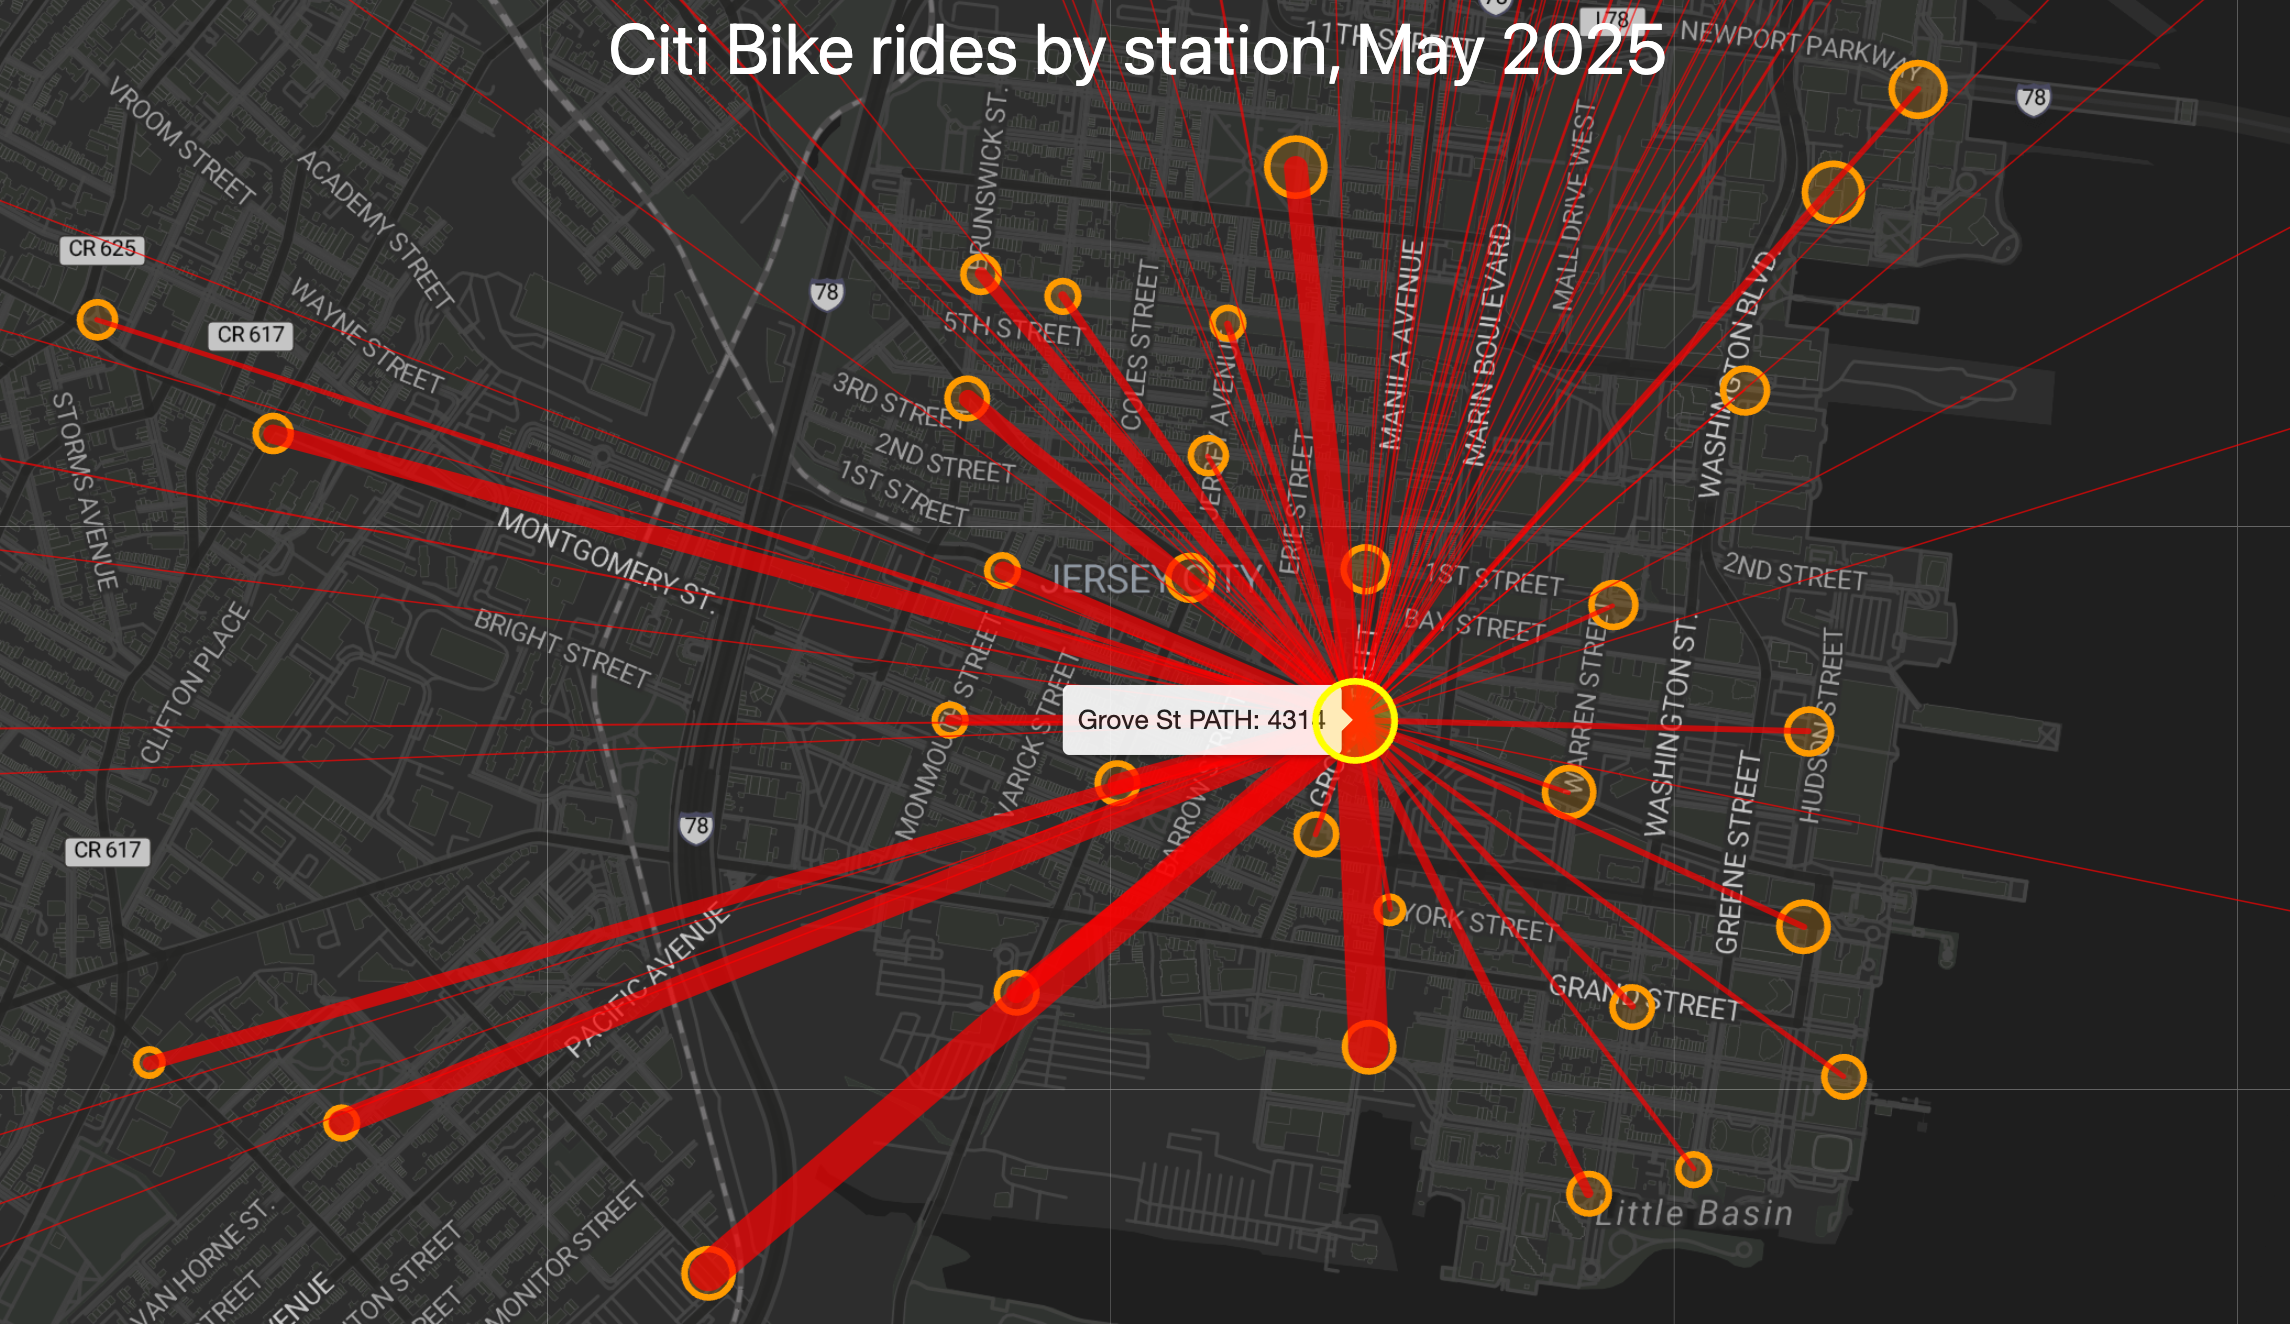 Citi Bike rides by station, May 2025
78
I 78
11TH STREET
NEWPORT PARKWAY
78
VROOM STREET
ACADEMY STREET
BRUNSWICK ST.
MALL DRIVE WEST
CR 625
WAYNE STREET
78
CR 617
5TH STREET
COLES STREET
MANILA AVENUE
MARIN BOULEVARD
WASHINGTON BLVD.
3RD STREET
2ND STREET
1ST STREET
JERSEY AVENUE
ERIE STREET
STORMS AVENUE
MONTGOMERY ST.
JERSEY CITY
1ST STREET
2ND STREET
BAY STREET
BRIGHT STREET
CLIFTON PLACE
MONMOUTH STREET
VARICK STREET
WARREN STREET
WASHINGTON ST.
HUDSON STREET
Grove St PATH: 4314
BARROW STREET
GREENE STREET
78
CR 617
YORK STREET
PACIFIC AVENUE
GRAND STREET
Little Basin
VAN HORNE ST.
MONITOR STREET